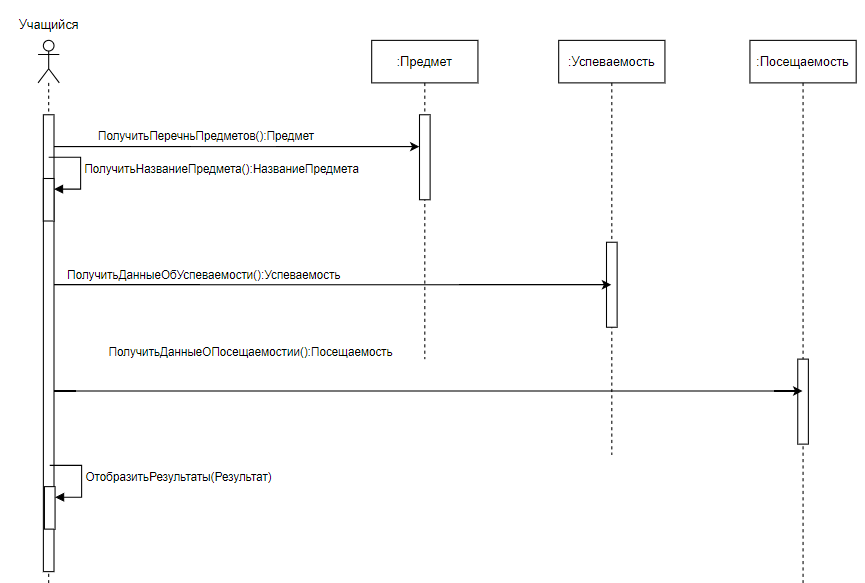 Учащийся
:Предмет
:Успеваемость
:Посещаемость
ПолучитьПеречньПредметов():Предмет
ПолучитьНазваниеПредмета():НазваниеПредмета
ПолучитьДанныеОбУспеваемости():Успеваемость
ПолучитьДанныеОПосещаемостии():Посещаемость
ОтобразитьРезультаты(Результат)